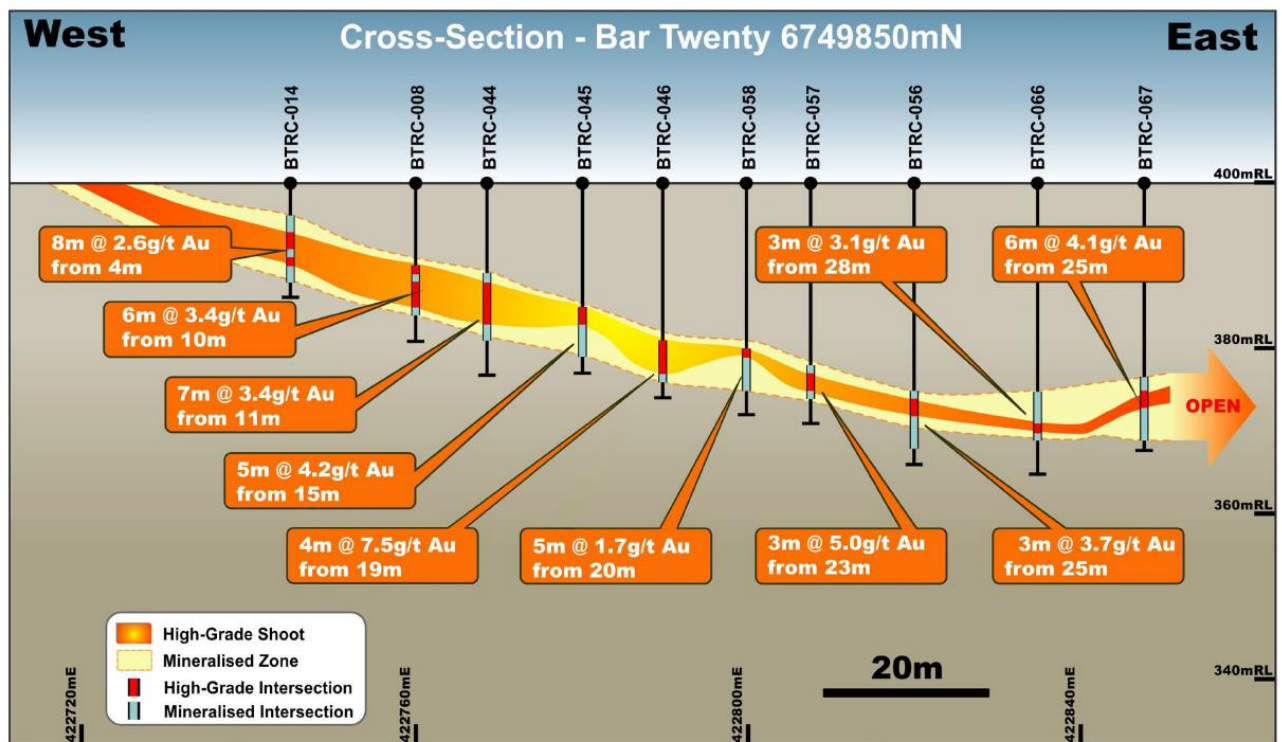 West
Cross-Section - Bar Twenty 6749850mN
East
BTRC-014
BTRC-008
BTRC-044
BTRC-045
BTRC-046
BTRC-058
BTRC-057
BTRC-056
BTRC-066
BTRC-067
400mRL
8m @ 2.6g/t Au
from 4m
3m @ 3.1g/t Au
from 28m
6m @ 4.1g/t Au
from 25m
6m @ 3.4g/t Au
from 10m
380mRL
7m @ 3.4g/t Au
from 11m
OPEN
5m @ 4.2g/t Au
from 15m
360mRL
4m @ 7.5g/t Au
from 19m
5m @ 1.7g/t Au
from 20m
3m @ 5.0g/t Au
from 23m
3m @ 3.7g/t Au
from 25m
High-Grade Shoot
Mineralised Zone
High-Grade Intersection
Mineralised Intersection
20m
340mRL
422720mE
422760mE
422800mE
422840mE